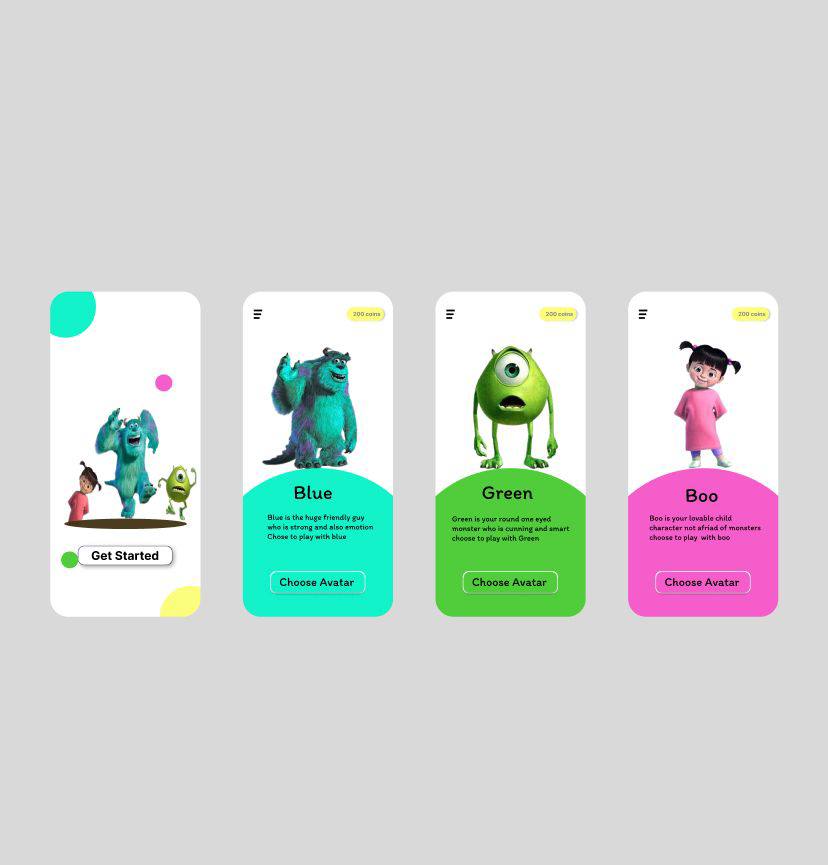 Get Started
200 coins
Blue
Blue is the huge friendly guy
who is strong and also emotion
Chose to play with blue
Choose Avatar
200 coins
Green
Green is your round one eyed
monster who is cunning and smart
choose to play with Green
Choose Avatar
200 coins
Boo
Boo is your lovable child
character not afriad of monsters
choose to play with boo
Choose Avatar